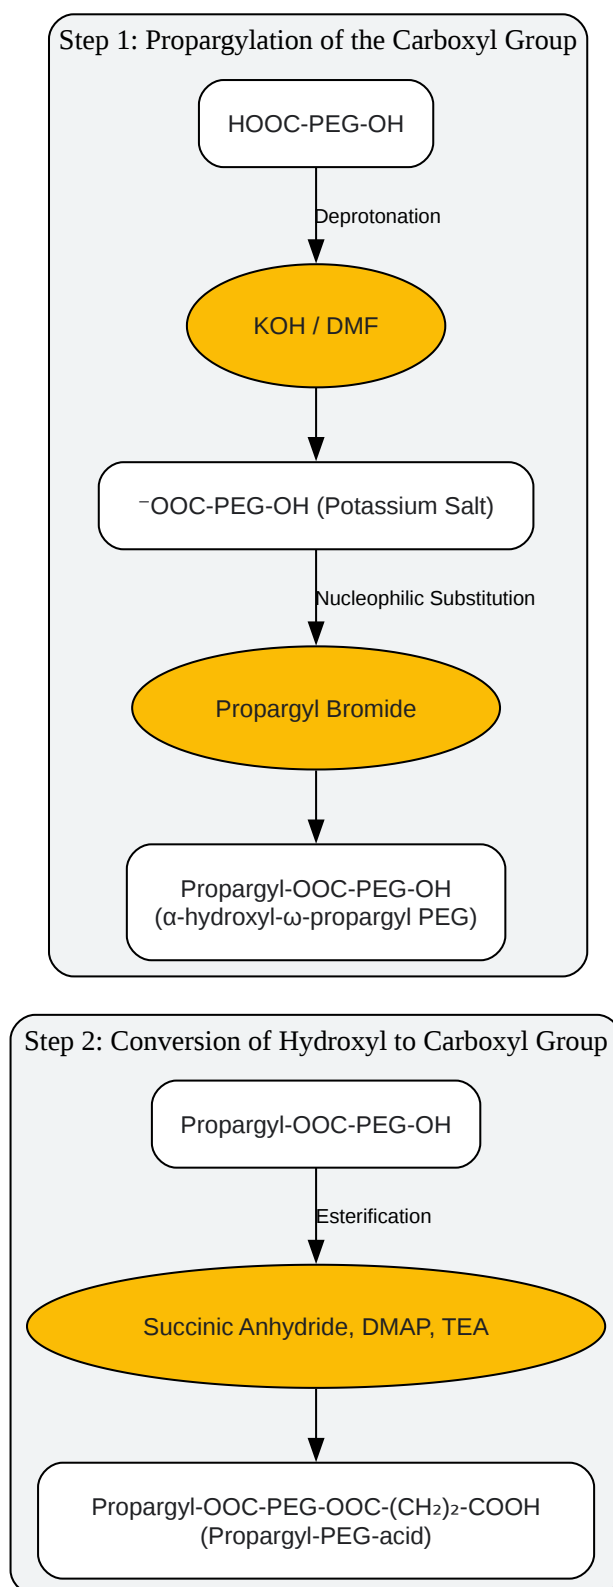 Step 1: Propargylation of the Carboxyl Group
HOOC-PEG-OH
Deprotonation
KOH / DMF
⁻OOC-PEG-OH (Potassium Salt)
Nucleophilic Substitution
Propargyl Bromide
Propargyl-OOC-PEG-OH
(α-hydroxyl-ω-propargyl PEG)
Step 2: Conversion of Hydroxyl to Carboxyl Group
Propargyl-OOC-PEG-OH
Esterification
Succinic Anhydride, DMAP, TEA
Propargyl-OOC-PEG-OOC-(CH₂)₂-COOH
(Propargyl-PEG-acid)